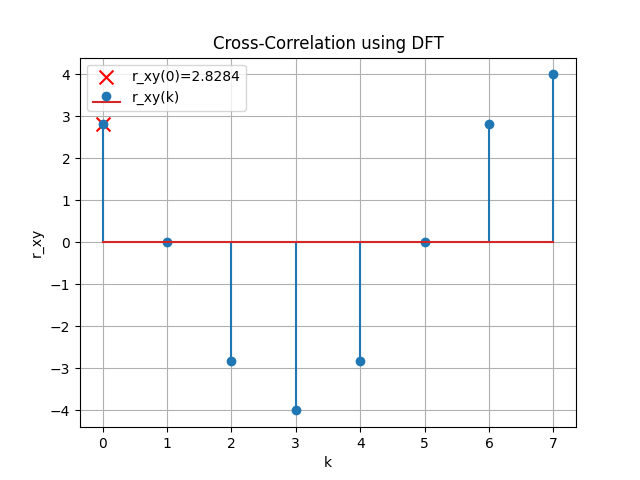 Cross-Correlation using DFT
r_xy(0)=2.8284
r_xy(k)
4
3
2
1
0
−1
−2
−3
−4
r_xy
0 1 2 3 4 5 6 7
k